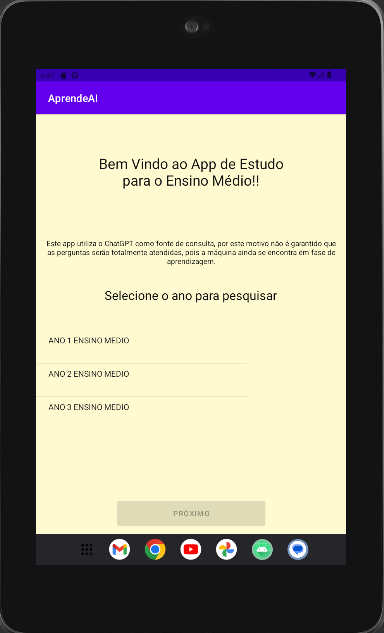 AprendeAI
Bem Vindo ao App de Estudo
para o Ensino Médio!!
Este app utiliza o ChatGPT como fonte de consulta, por este motivo não é garantido que
as perguntas serão totalmente atendidas, pois a máquina ainda se encontra em fase de
aprendizagem.
Selecione o ano para pesquisar
ANO 1 ENSINO MEDIO
ANO 2 ENSINO MEDIO
ANO 3 ENSINO MEDIO
PRÓXIMO